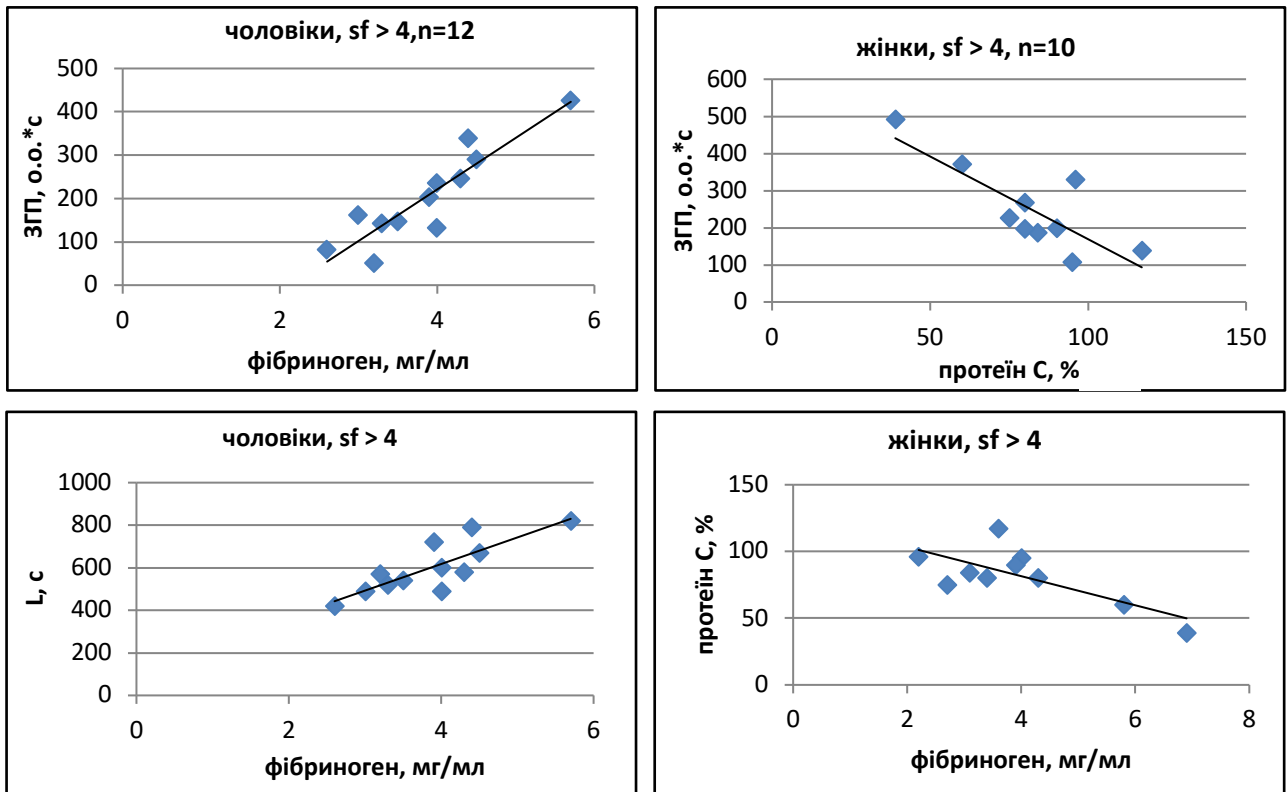 чоловіки, sf > 4,n=12
ЗГП, о.о.*с
500
400
300
200
100
0
0 2 4 6
фібриноген, мг/мл
жінки, sf > 4, n=10
ЗГП, о.о.*с
600
500
400
300
200
100
0
0 50 100 150
протеїн С, %
чоловіки, sf > 4
L, с
1000
800
600
400
200
0
0 2 4 6
фібриноген, мг/мл
жінки, sf > 4
протеїн С, %
150
100
50
0
0 2 4 6 8
фібриноген, мг/мл